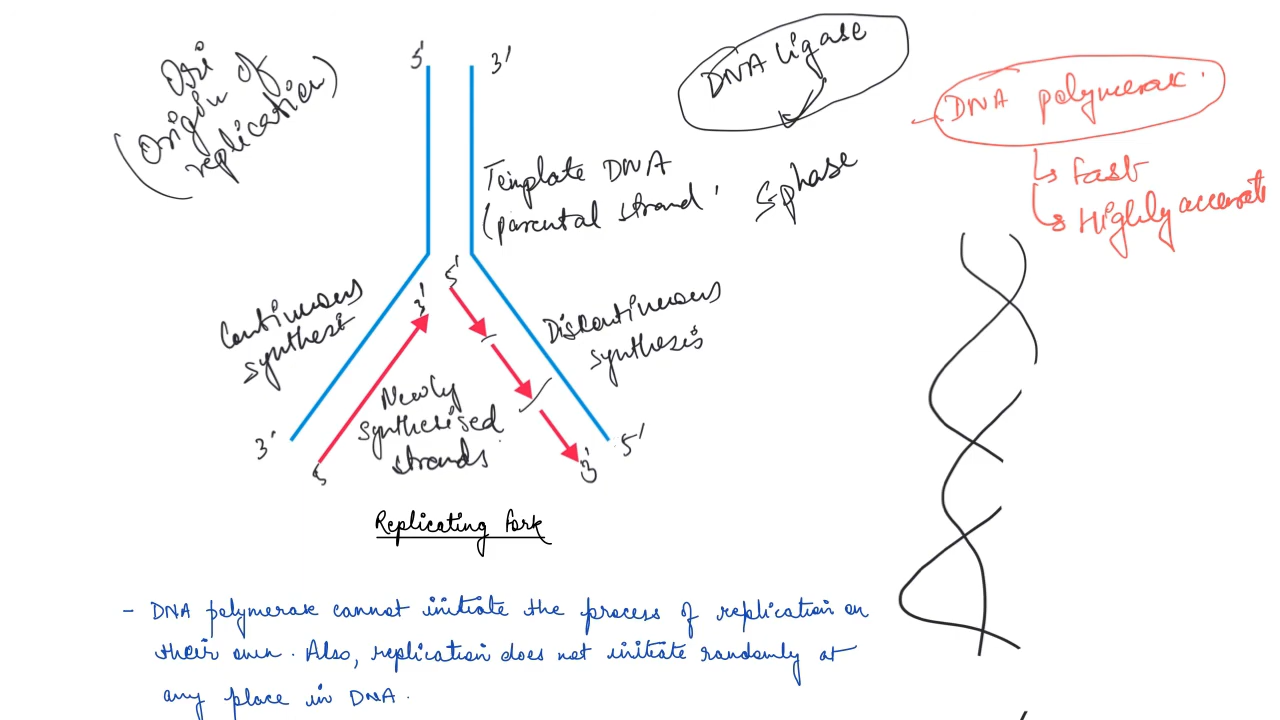 Ori
(Origin of
replication)
5'
3'
DNA ligase
DNA polymerase
↳ Fast
↳ Highly accurate
Template DNA
(parental strand'
S phase
Continuous
synthesis
3'
5'
Discontinuous
synthesis
Newly
synthesised
strands
3'
5
3'
5'
Replicating fork
- DNA polymerase cannot initiate the process of replication on
their own. Also, replication does not initiate randomly at
any place in DNA.